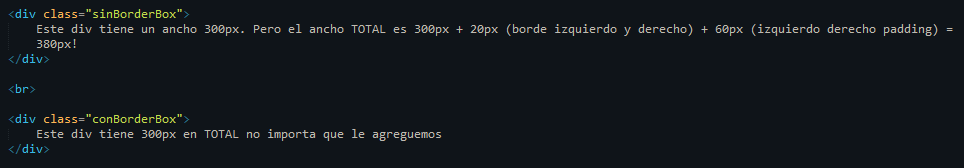 <div class="sinBorderBox">
Este div tiene un ancho 300px. Pero el ancho TOTAL es 300px + 20px (borde izquierdo y derecho) + 60px (izquierdo derecho padding) =
380px!
</div>
<br>
<div class="conBorderBox">
Este div tiene 300px en TOTAL no importa que le agreguemos
</div>